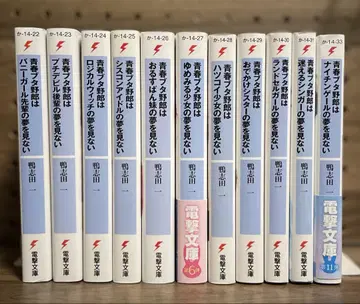 か-14-22
青春ブタ野郎は
バニーガール先輩の夢を見ない
鴨志田 一
電撃文庫
か-14-23
青春ブタ野郎は
プチデビル後輩の夢を見ない
鴨志田 一
電撃文庫
か-14-24
青春ブタ野郎は
ロジカルウィッチの夢を見ない
鴨志田 一
電撃文庫
か-14-25
青春ブタ野郎は
シスコンアイドルの夢を見ない
鴨志田 一
電撃文庫
か-14-26
青春ブタ野郎は
おるすばん妹の夢を見ない
鴨志田 一
電撃文庫
か-14-27
青春ブタ野郎は
ゆめみる少女の夢を見ない
鴨志田 一
電撃文庫
か-14-28
青春ブタ野郎は
ハツコイ少女の夢を見ない
鴨志田 一
電撃文庫
か-14-29
青春ブタ野郎は
おでかけシスターの夢を見ない
鴨志田 一
電撃文庫
か-14-30
青春ブタ野郎は
ランドセルガールの夢を見ない
鴨志田 一
電撃文庫
か-14-31
青春ブタ野郎は
迷えるシンガーの夢を見ない
鴨志田 一
電撃文庫
か-14-33
青春ブタ野郎は
ナイチンゲールの夢を見ない
鴨志田 一
電撃文庫